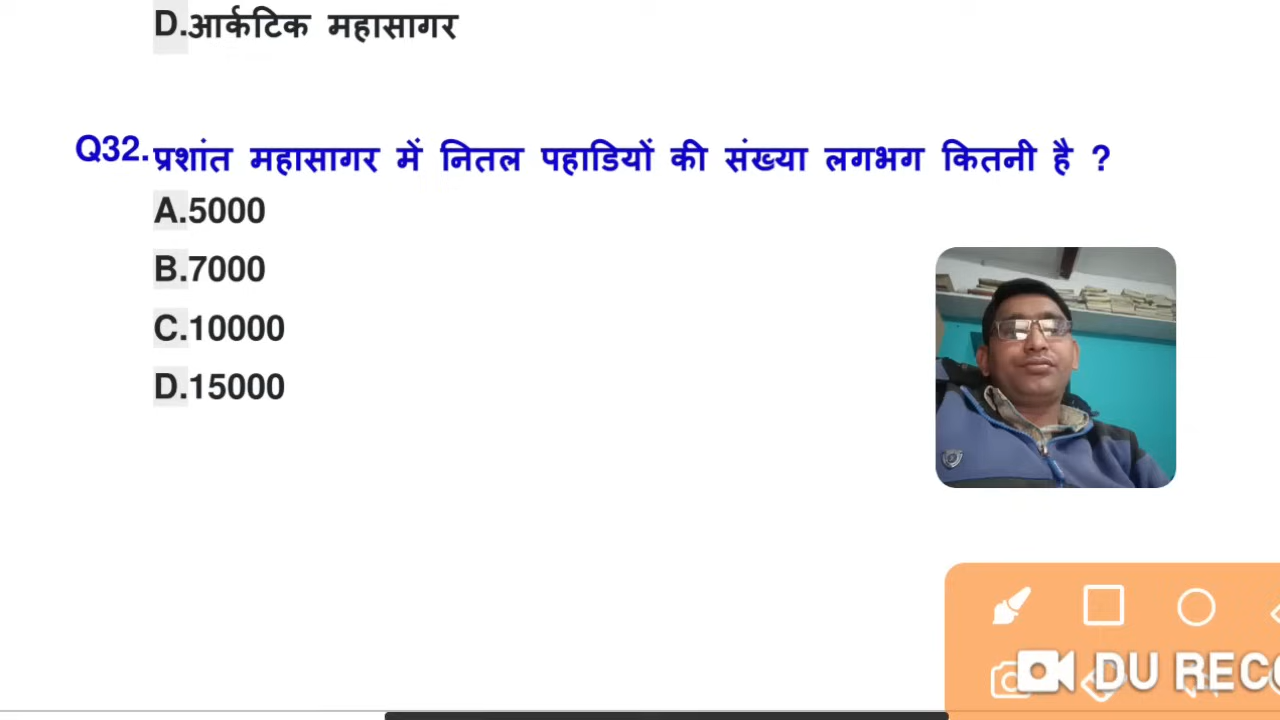 D.आर्कटिक महासागर
Q32.प्रशांत महासागर में नितल पहाडियों की संख्या लगभग कितनी है ?
A.5000
B.7000
C.10000
D.15000
DU REC